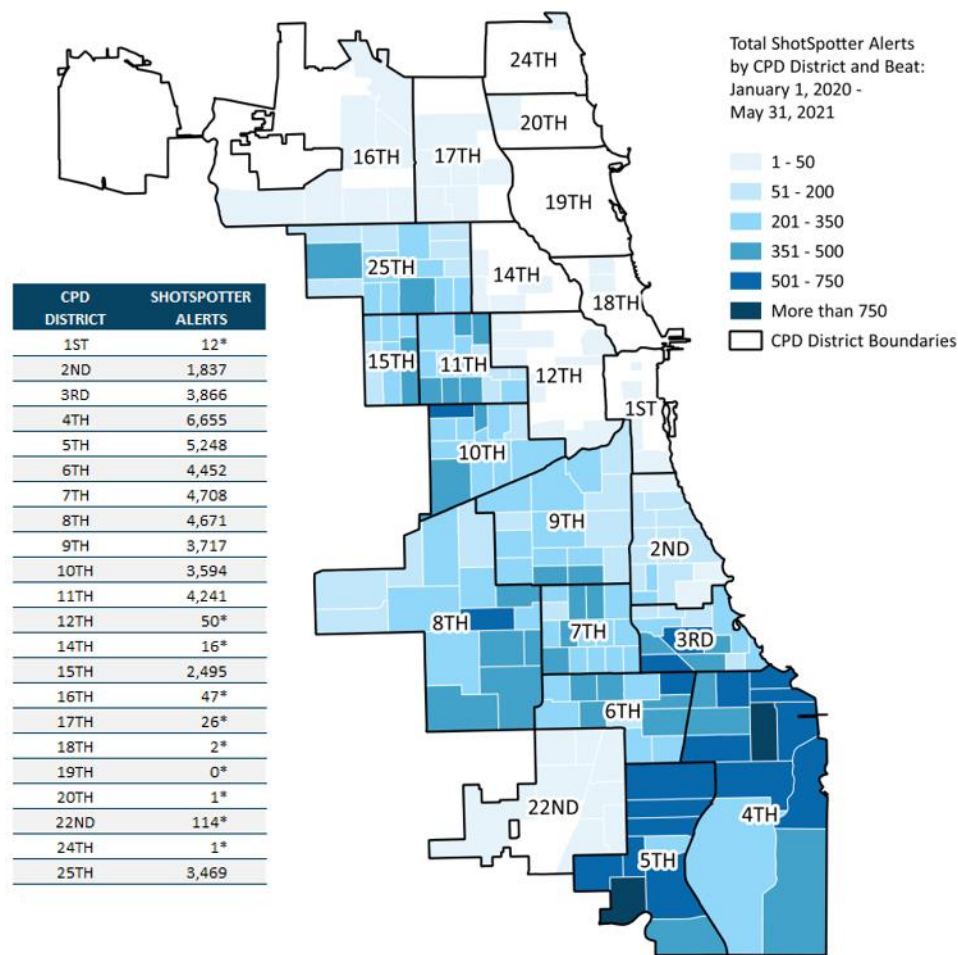 Total ShotSpotter Alerts
by CPD District and Beat:
January 1, 2020 -
May 31, 2021
1 - 50
51 - 200
201 - 350
351 - 500
501 - 750
More than 750
CPD District Boundaries
24TH
20TH
16TH
17TH
19TH
25TH
14TH
18TH
15TH
11TH
12TH
1ST
10TH
9TH
2ND
8TH
7TH
3RD
6TH
22ND
4TH
5TH
CPD DISTRICT SHOTSPOTTER ALERTS
1ST 12*
2ND 1,837
3RD 3,866
4TH 6,655
5TH 5,248
6TH 4,452
7TH 4,708
8TH 4,671
9TH 3,717
10TH 3,594
11TH 4,241
12TH 50*
14TH 16*
15TH 2,495
16TH 47*
17TH 26*
18TH 2*
19TH 0*
20TH 1*
22ND 114*
24TH 1*
25TH 3,469